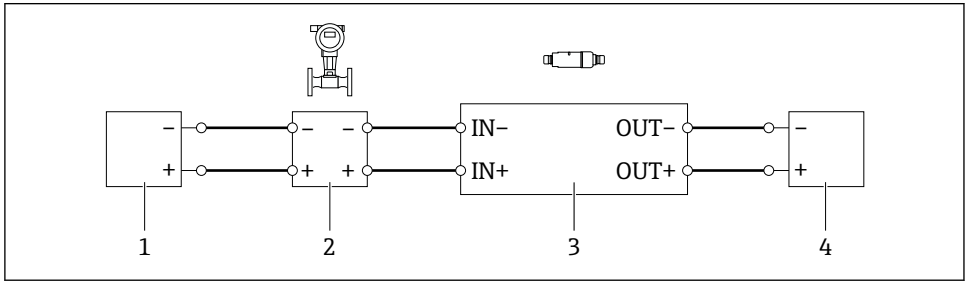 − − − IN− OUT− −
+ + + IN+ OUT+ +
1 2 3 4